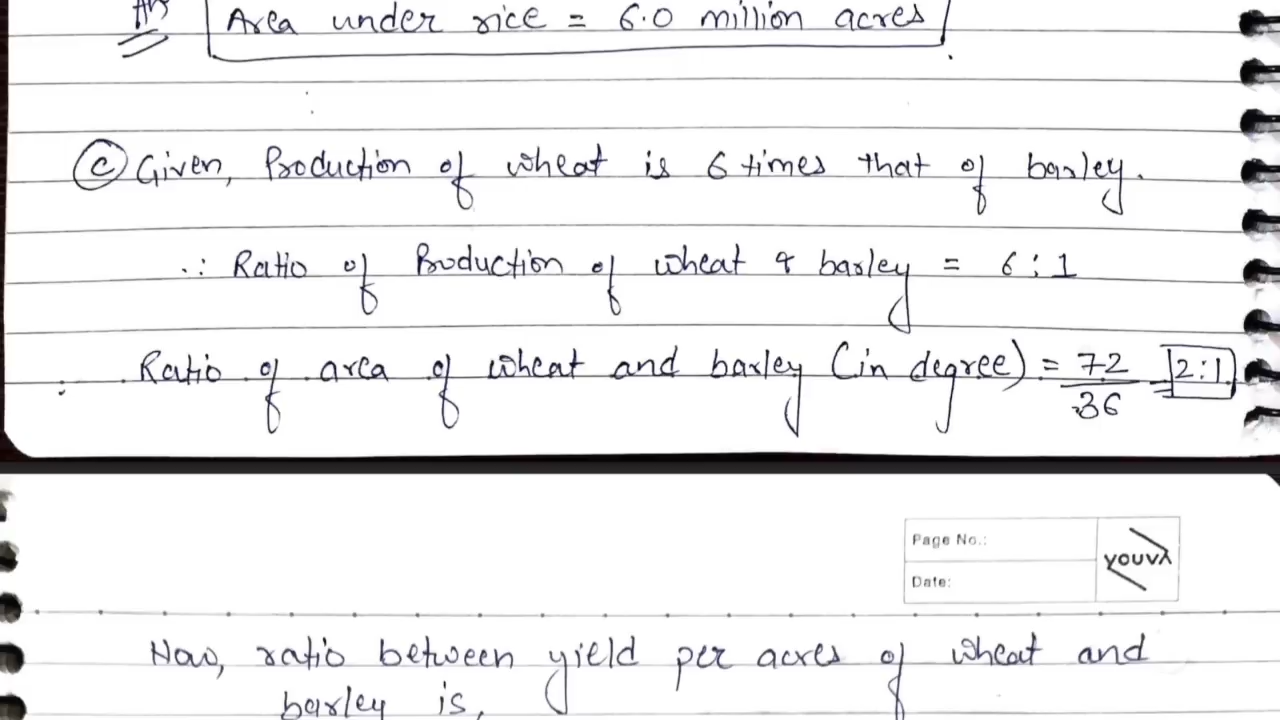 Ans
Area under rice = 6.0 million acres
(C) Given, Production of wheat is 6 times that of barley.
∴ Ratio of Production of wheat & barley = 6 : 1
: Ratio of area of wheat and barley (in degree) = 72/36 = 2:1
Page No.:
Date:
YOUVA
Now, ratio between yield per acres of wheat and
barley is,